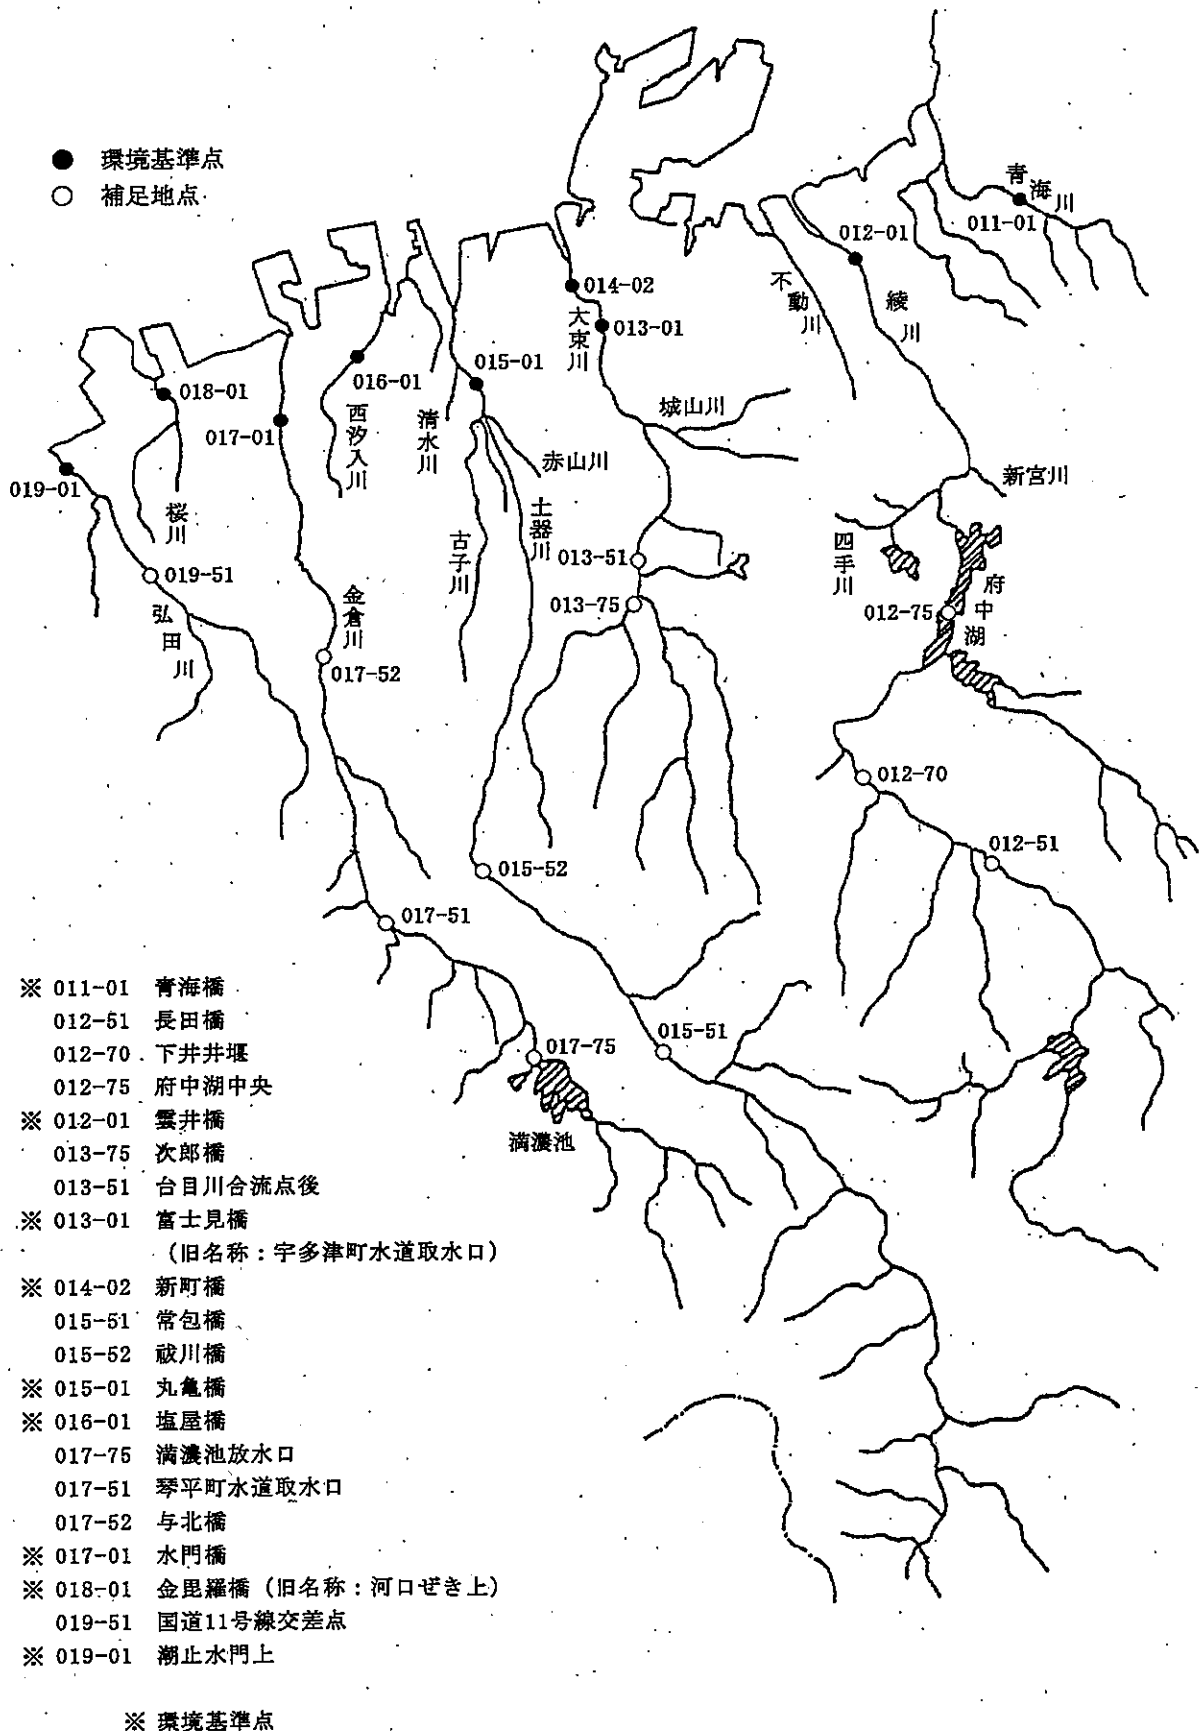 ● 環境基準点
○ 補足地点
青海川
011-01
012-01
綾川
不動川
014-02
大束川
013-01
015-01
016-01
018-01
017-01
西汐入川
清水川
城山川
赤山川
019-01
桜川
新宮川
土器川
古子川
四手川
013-51
019-51
弘田川
金倉川
013-75
012-75
府中湖
017-52
012-70
012-51
015-52
017-51
015-51
017-75
満濃池
※ 011-01 青海橋
012-51 長田橋
012-70 下井井堰
012-75 府中湖中央
※ 012-01 雲井橋
013-75 次郎橋
013-51 台目川合流点後
※ 013-01 富士見橋
(旧名称:宇多津町水道取水口)
※ 014-02 新町橋
015-51 常包橋
015-52 祓川橋
※ 015-01 丸亀橋
※ 016-01 塩屋橋
017-75 満濃池放水口
017-51 琴平町水道取水口
017-52 与北橋
※ 017-01 水門橋
※ 018-01 金毘羅橋(旧名称:河口ぜき上)
019-51 国道11号線交差点
※ 019-01 潮止水門上
※ 環境基準点